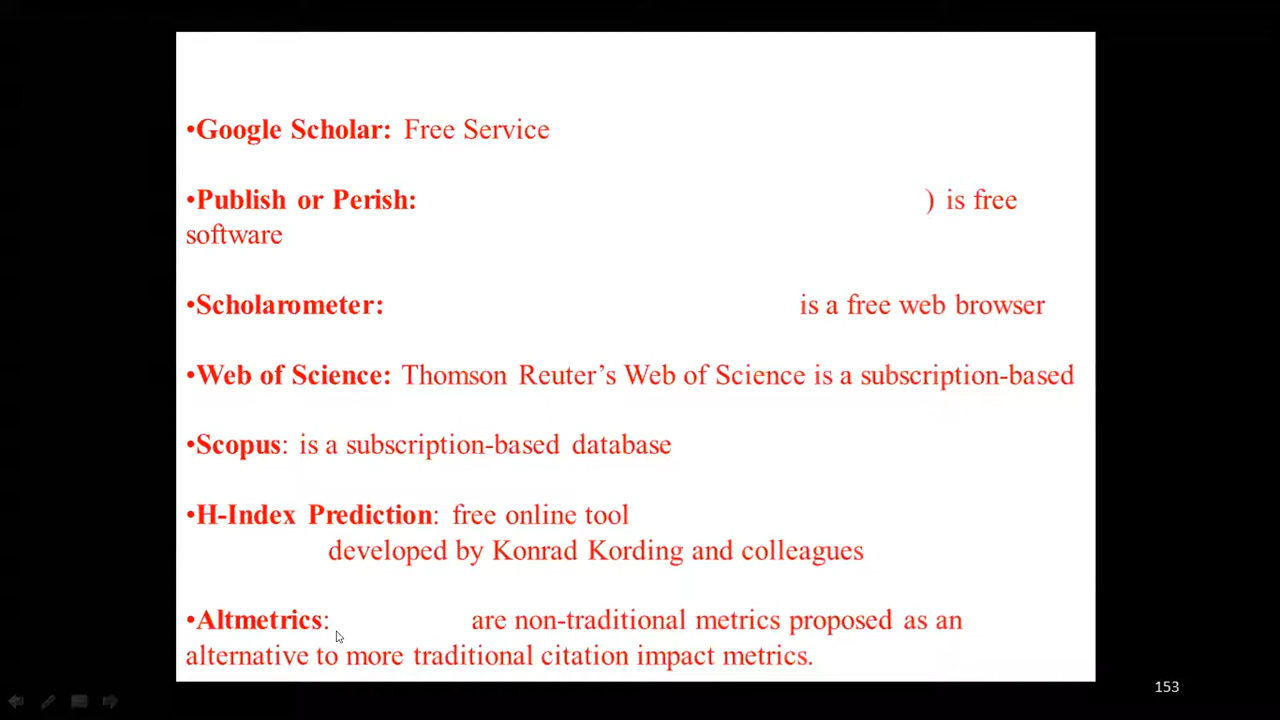 •Google Scholar: Free Service
•Publish or Perish: ) is free
software
•Scholarometer: is a free web browser
•Web of Science: Thomson Reuter’s Web of Science is a subscription-based
•Scopus: is a subscription-based database
•H-Index Prediction: free online tool
developed by Konrad Kording and colleagues
•Altmetrics: are non-traditional metrics proposed as an
alternative to more traditional citation impact metrics.
153